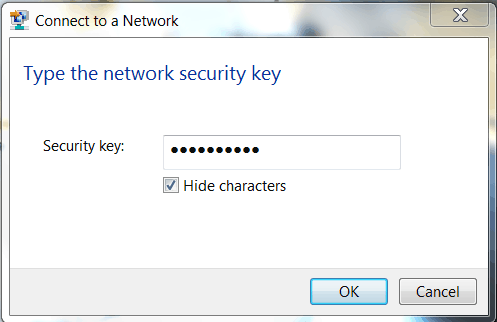 Connect to a Network
Type the network security key
Security key: ••••••••••
Hide characters
OK Cancel